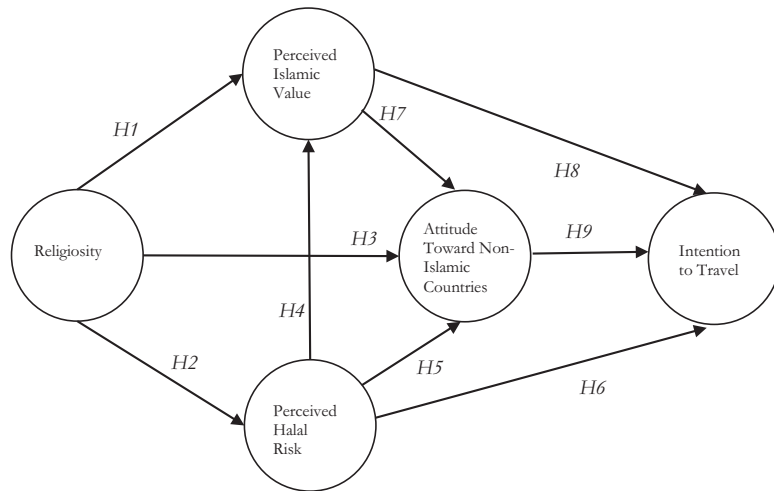 Perceived
Islamic
Value
H1
H7
H8
Religiosity
H3
Attitude
Toward Non-
Islamic
Countries
H9
Intention
to Travel
H4
H2
H5
H6
Perceived
Halal
Risk